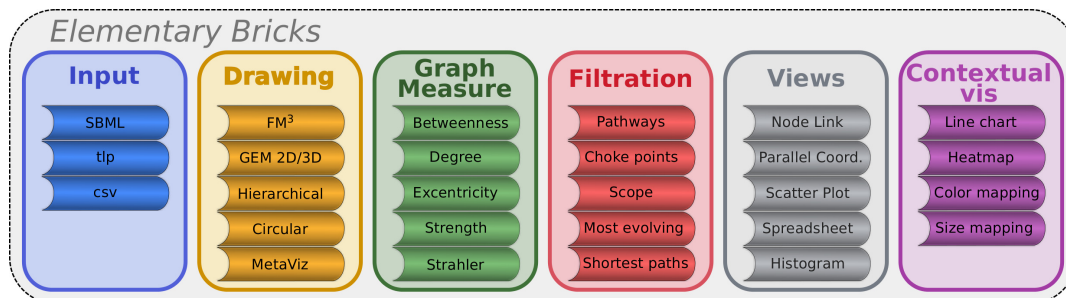 Elementary Bricks
Input
SBML
tlp
csv
Drawing
FM³
GEM 2D/3D
Hierarchical
Circular
MetaViz
Graph
Measure
Betweenness
Degree
Excentricity
Strength
Strahler
Filtration
Pathways
Choke points
Scope
Most evolving
Shortest paths
Views
Node Link
Parallel Coord.
Scatter Plot
Spreadsheet
Histogram
Contextual
vis
Line chart
Heatmap
Color mapping
Size mapping